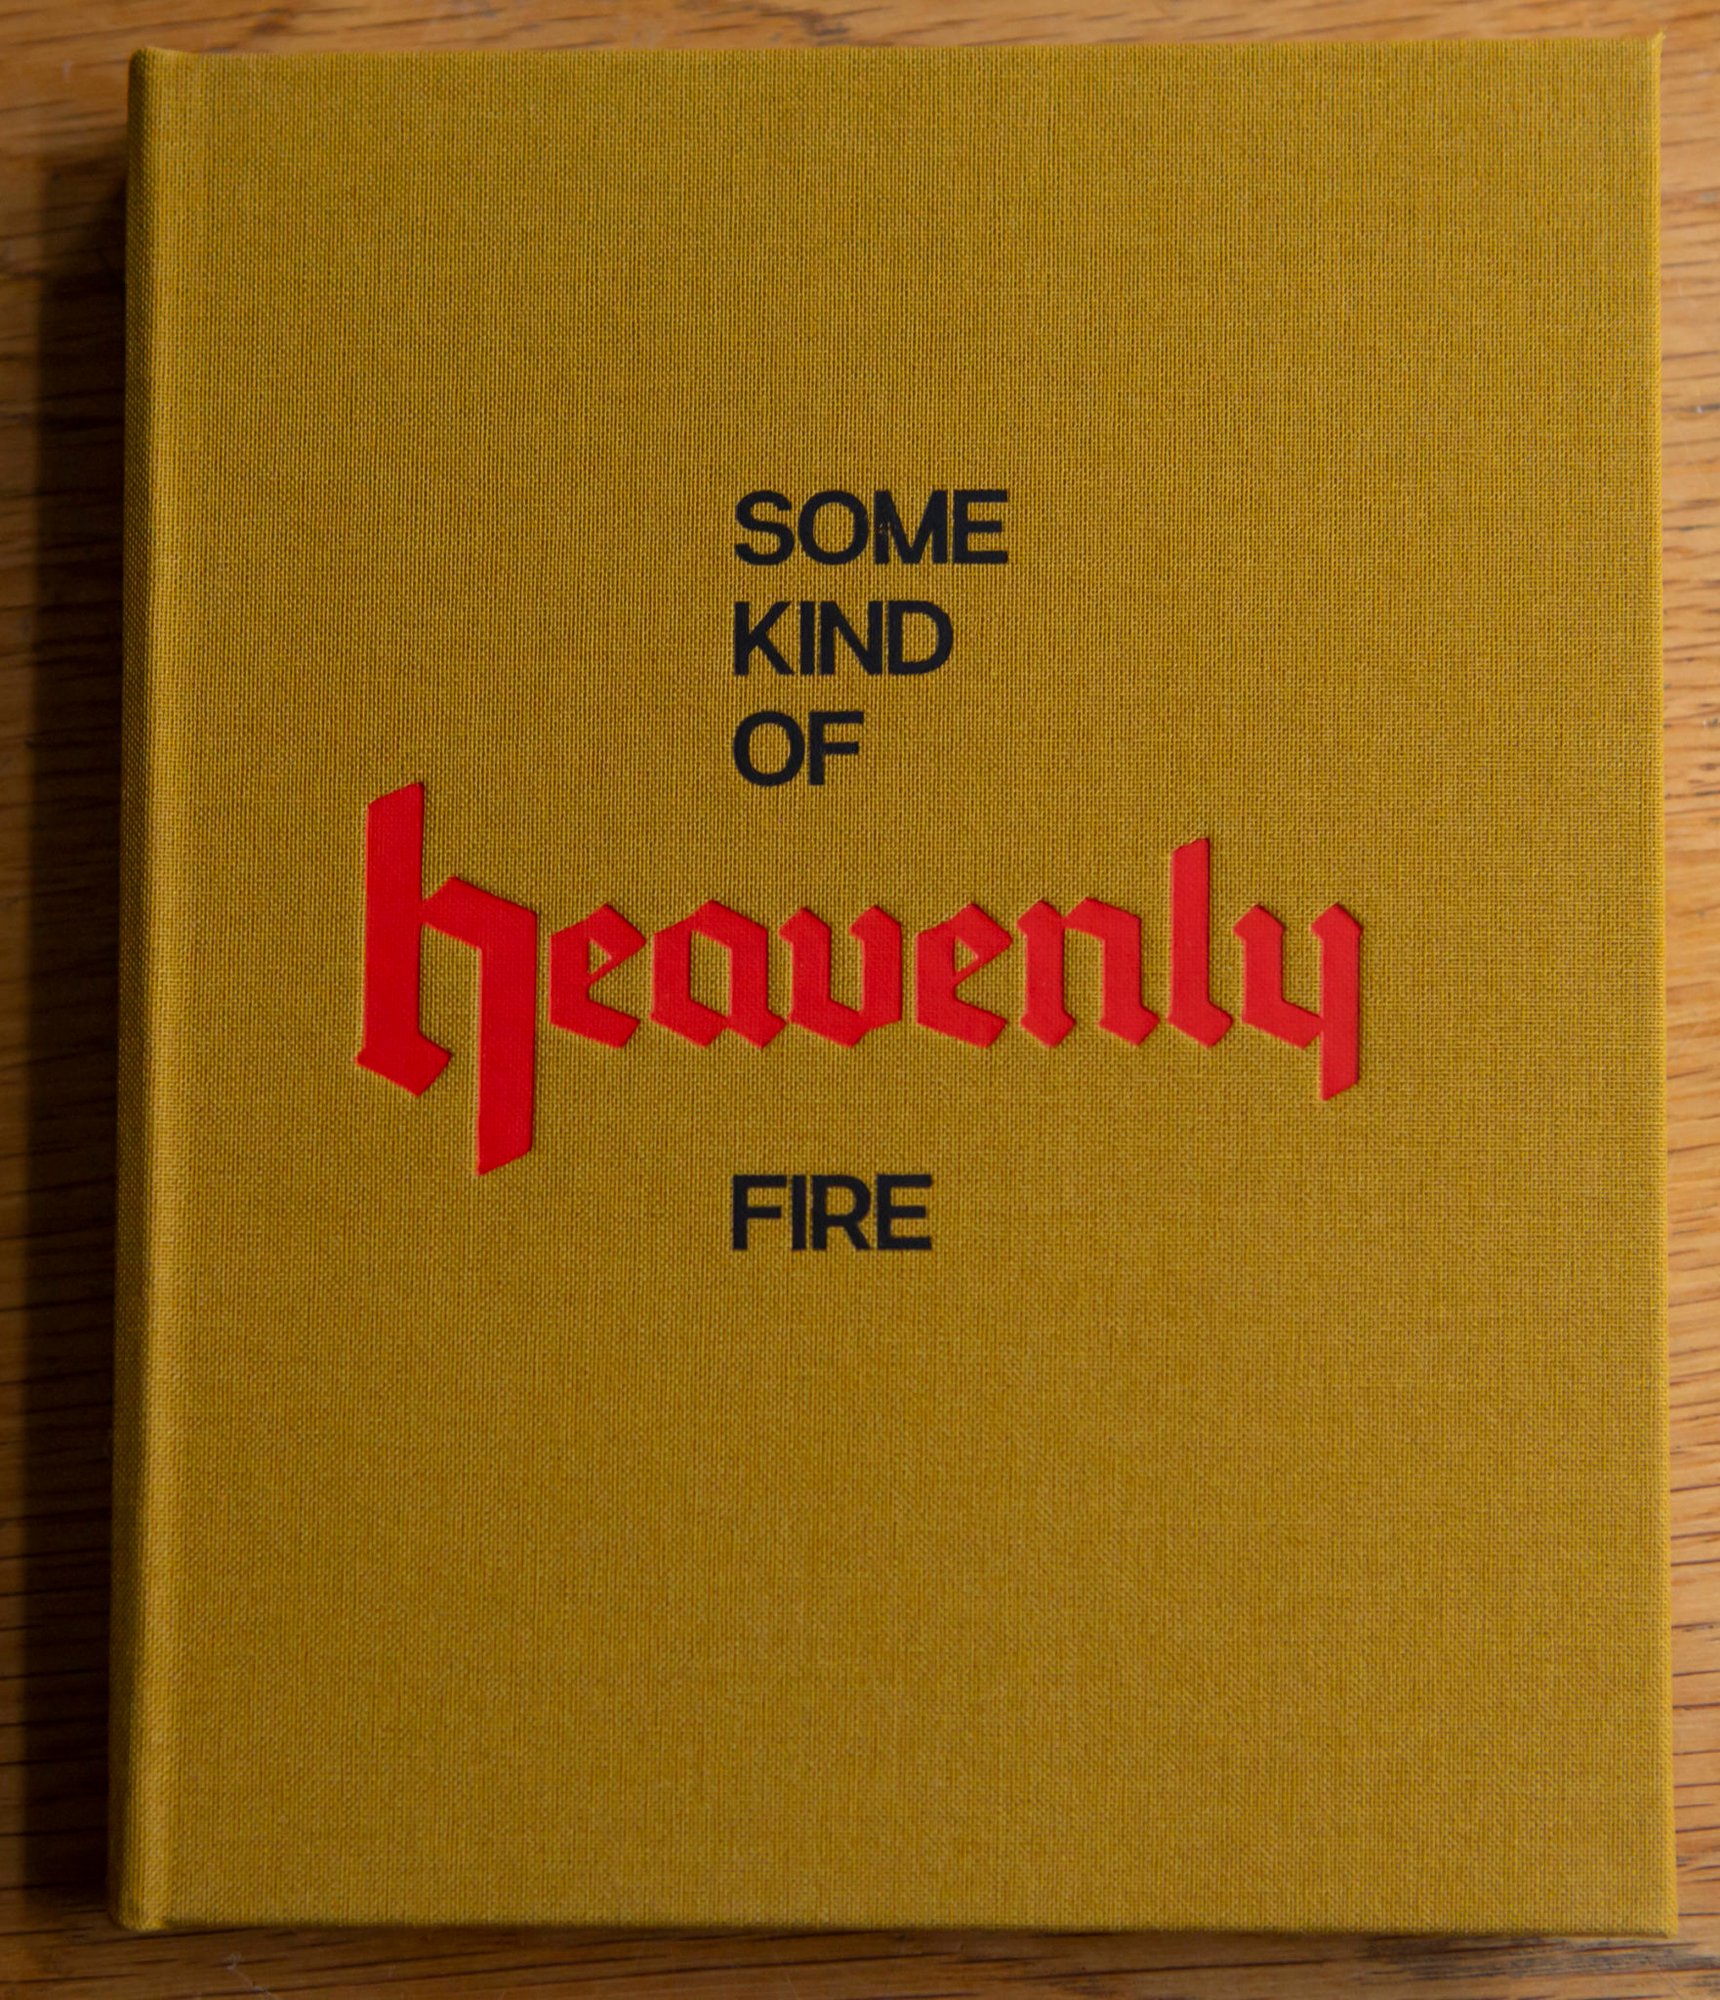 SOME
KIND
OF
heavenly
FIRE